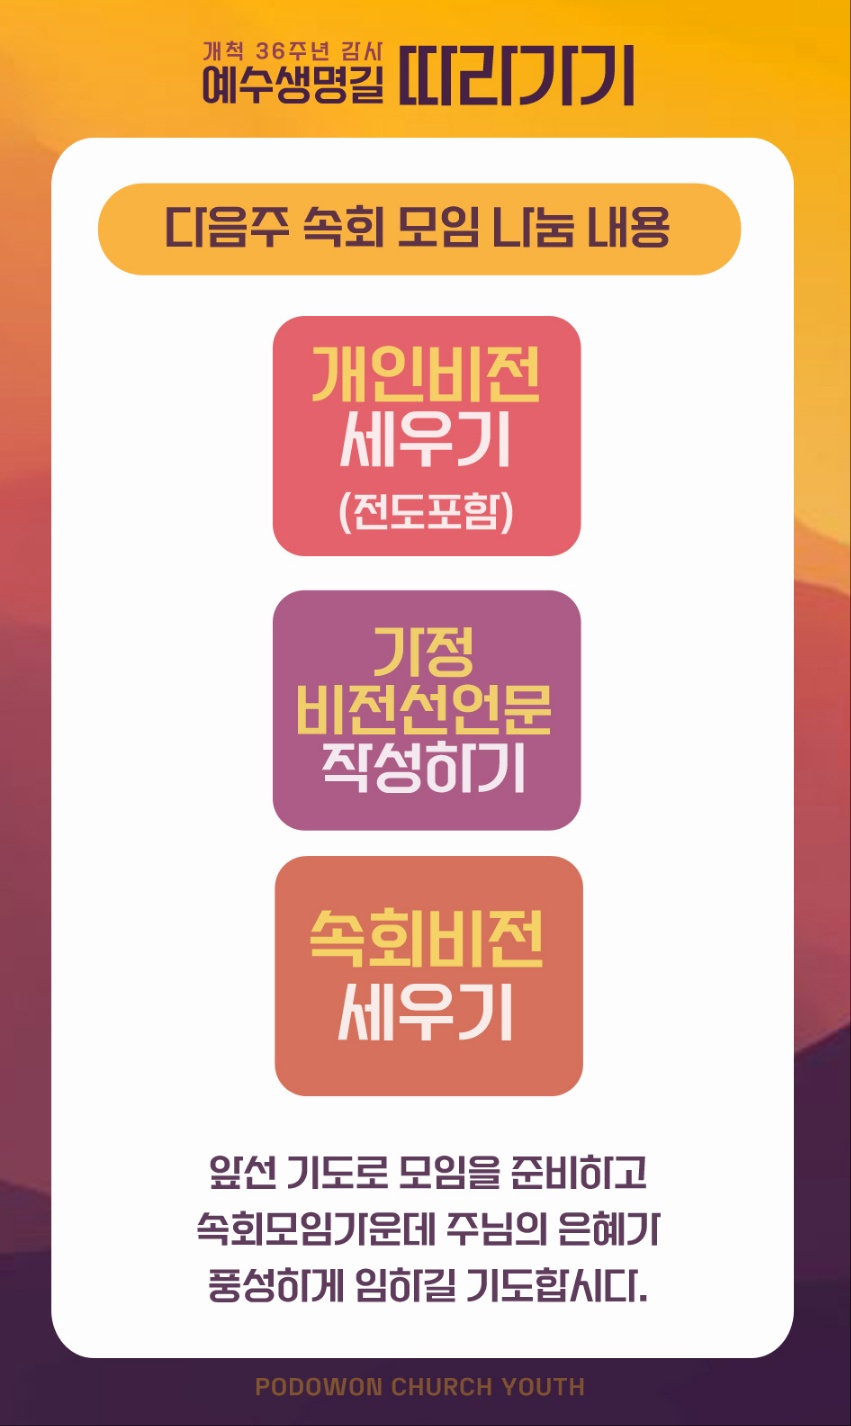 개척 36주년 감사
예수생명길 따라가기
다음주 속회 모임 나눔 내용
개인비전
세우기
(전도포함)
가정
비전선언문
작성하기
속회비전
세우기
앞선 기도로 모임을 준비하고
속회모임가운데 주님의 은혜가
풍성하게 임하길 기도합시다.
PODOWON CHURCH YOUTH